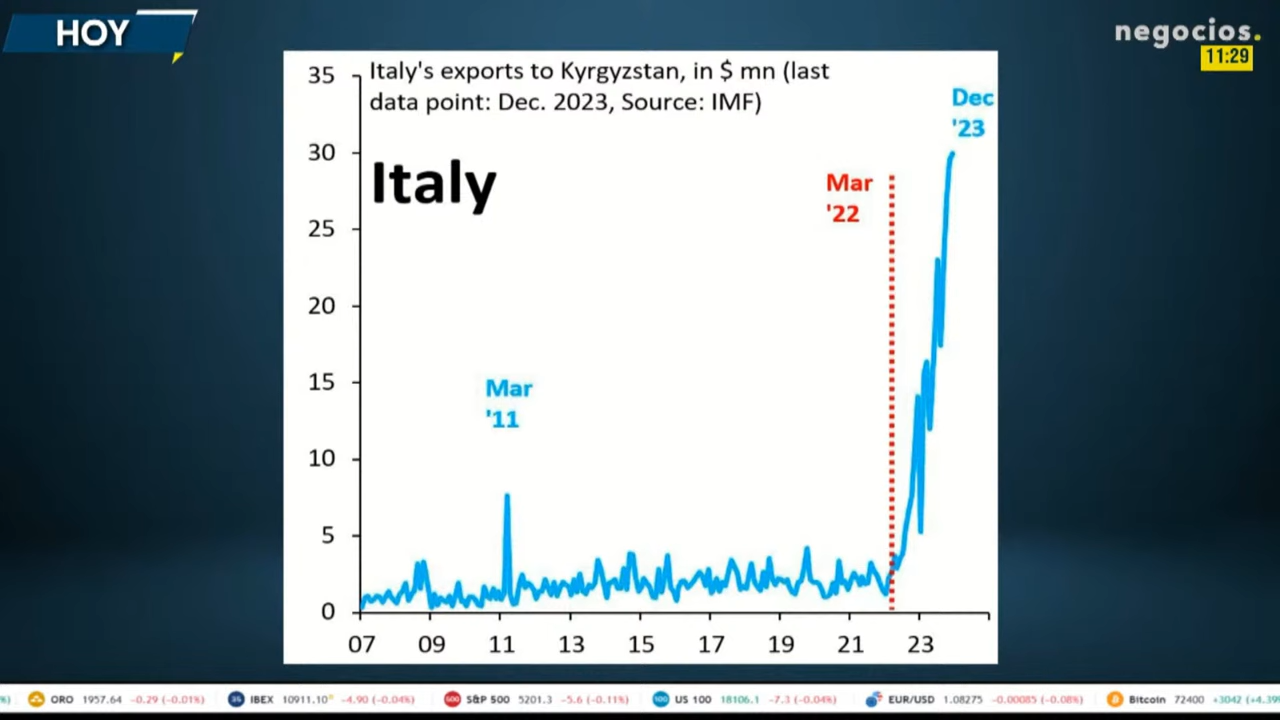 HOY
negocios.
11:29
Italy's exports to Kyrgyzstan, in $ mn (last
data point: Dec. 2023, Source: IMF)
Italy
Dec
'23
Mar
'22
Mar
'11
35
30
25
20
15
10
5
0
07 09 11 13 15 17 19 21 23
%) ORO 1957.64 -0.29 (-0.01%) IBEX 10911.10 -4.90 (-0.04%) S&P 500 5201.3 -5.6 (-0.11%) US 100 18106.1 -7.3 (-0.04%) EUR/USD 1.08275 -0.00085 (-0.08%) Bitcoin 72400 +3042 (+4.39